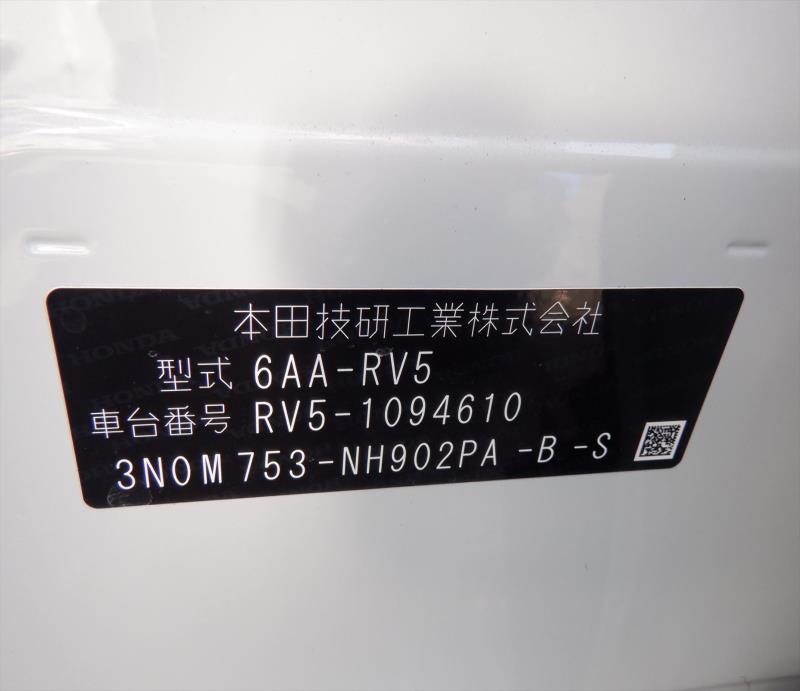 本田技研工業株式会社
型式 6AA-RV5
車台番号 RV5-1094610
3N0M 753-NH902PA -B -S